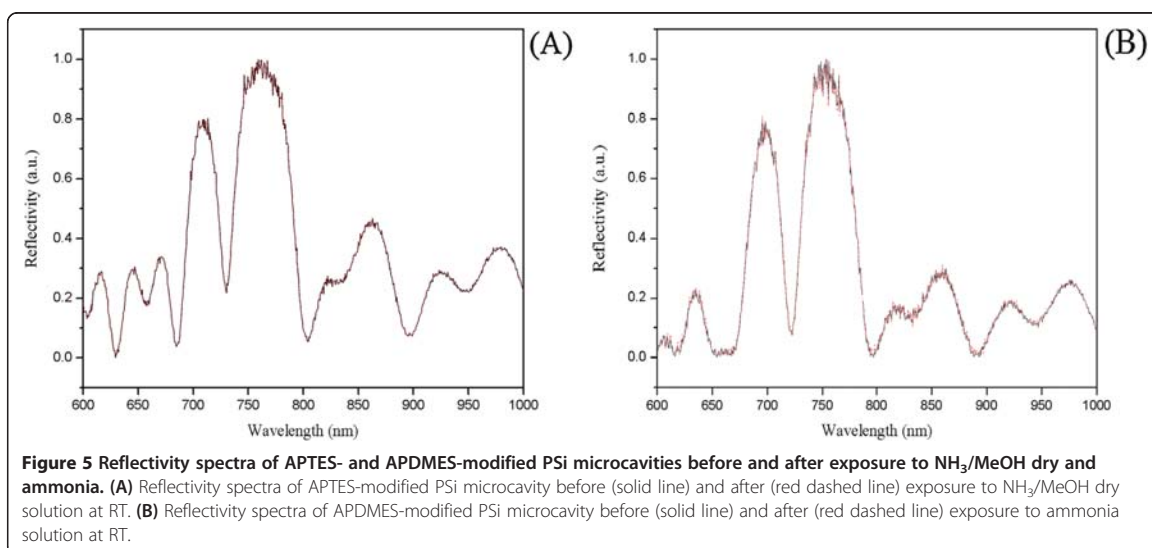 (A)
1.0
0.8
0.6
0.4
0.2
0.0
Reflectivity (a.u.)
600 650 700 750 800 850 900 950 1000
Wavelength (nm)
(B)
1.0
0.8
0.6
0.4
0.2
0.0
Reflectivity (a.u.)
600 650 700 750 800 850 900 950 1000
Wavelength (nm)
Figure 5 Reflectivity spectra of APTES- and APDMES-modified PSi microcavities before and after exposure to NH₃/MeOH dry and
ammonia. (A) Reflectivity spectra of APTES-modified PSi microcavity before (solid line) and after (red dashed line) exposure to NH₃/MeOH dry
solution at RT. (B) Reflectivity spectra of APDMES-modified PSi microcavity before (solid line) and after (red dashed line) exposure to ammonia
solution at RT.